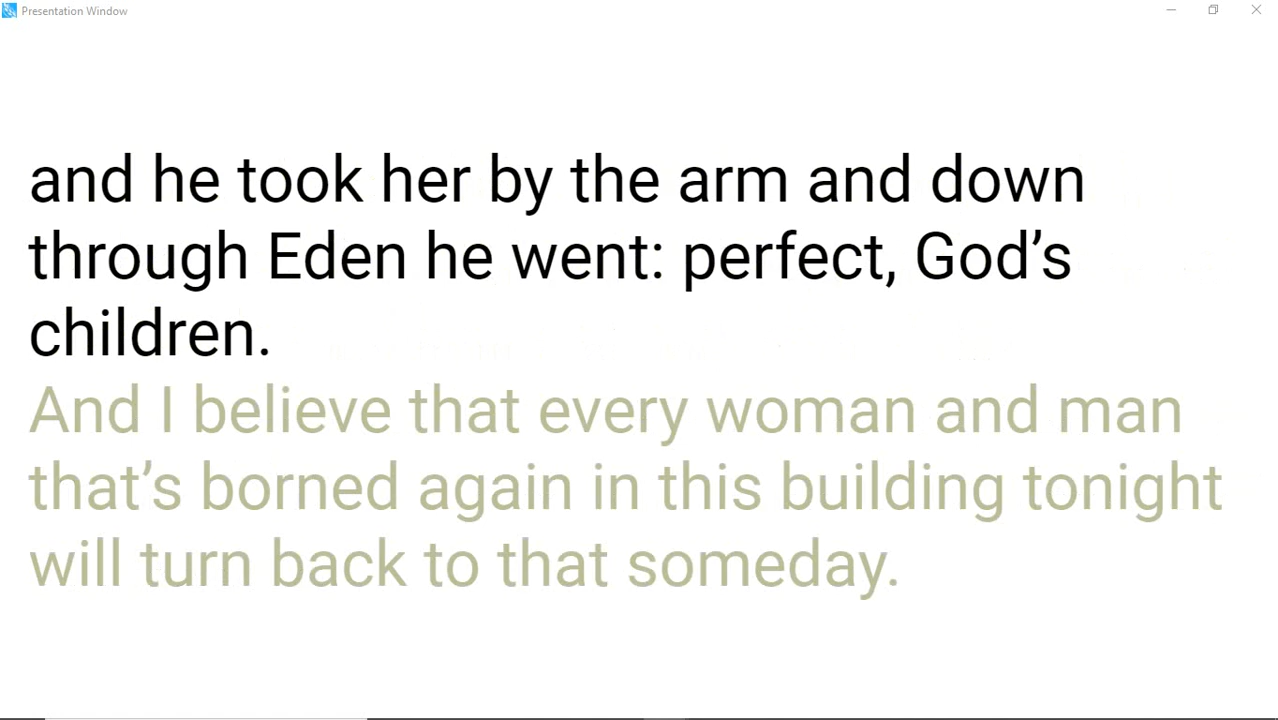 Presentation Window
and he took her by the arm and down
through Eden he went: perfect, God’s
children.
And I believe that every woman and man
that’s borned again in this building tonight
will turn back to that someday.